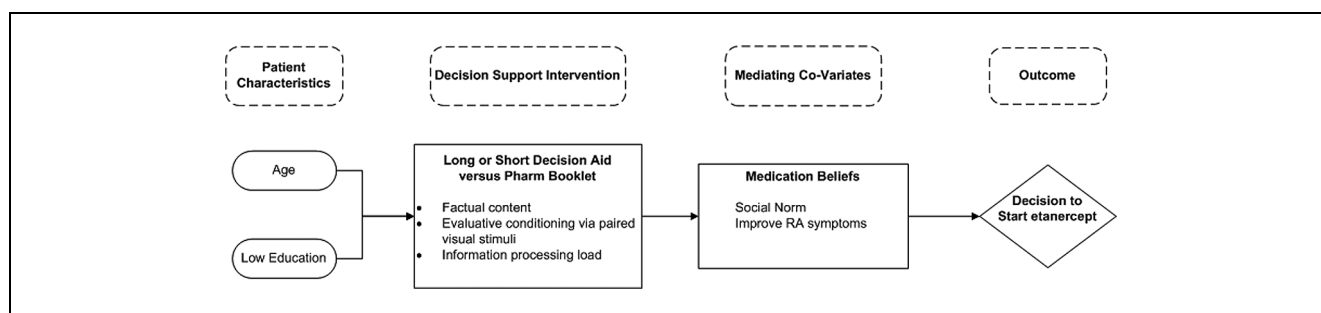 Patient
Characteristics
Decision Support Intervention
Mediating Co-Variates
Outcome
Age
Low Education
Long or Short Decision Aid
versus Pharm Booklet
• Factual content
• Evaluative conditioning via paired
visual stimuli
• Information processing load
Medication Beliefs
Social Norm
Improve RA symptoms
Decision to
Start etanercept